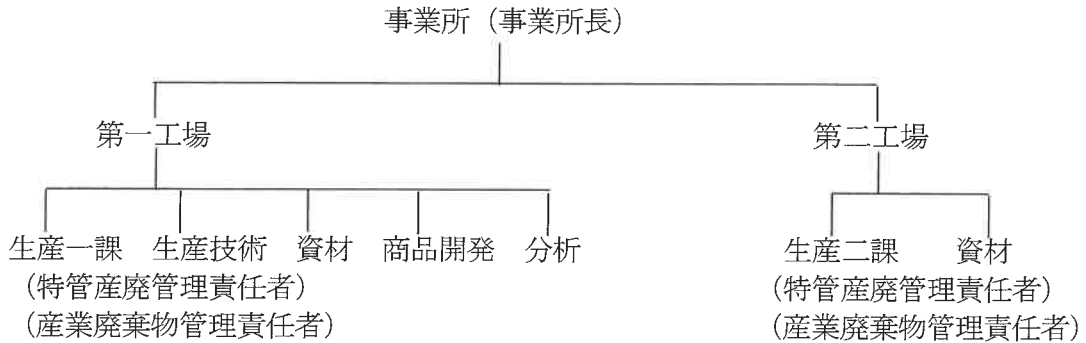 事業所（事業所長）
第一工場
第二工場
生産一課 生産技術 資材 商品開発 分析
（特管産廃管理責任者）
（産業廃棄物管理責任者）
生産二課 資材
（特管産廃管理責任者）
（産業廃棄物管理責任者）